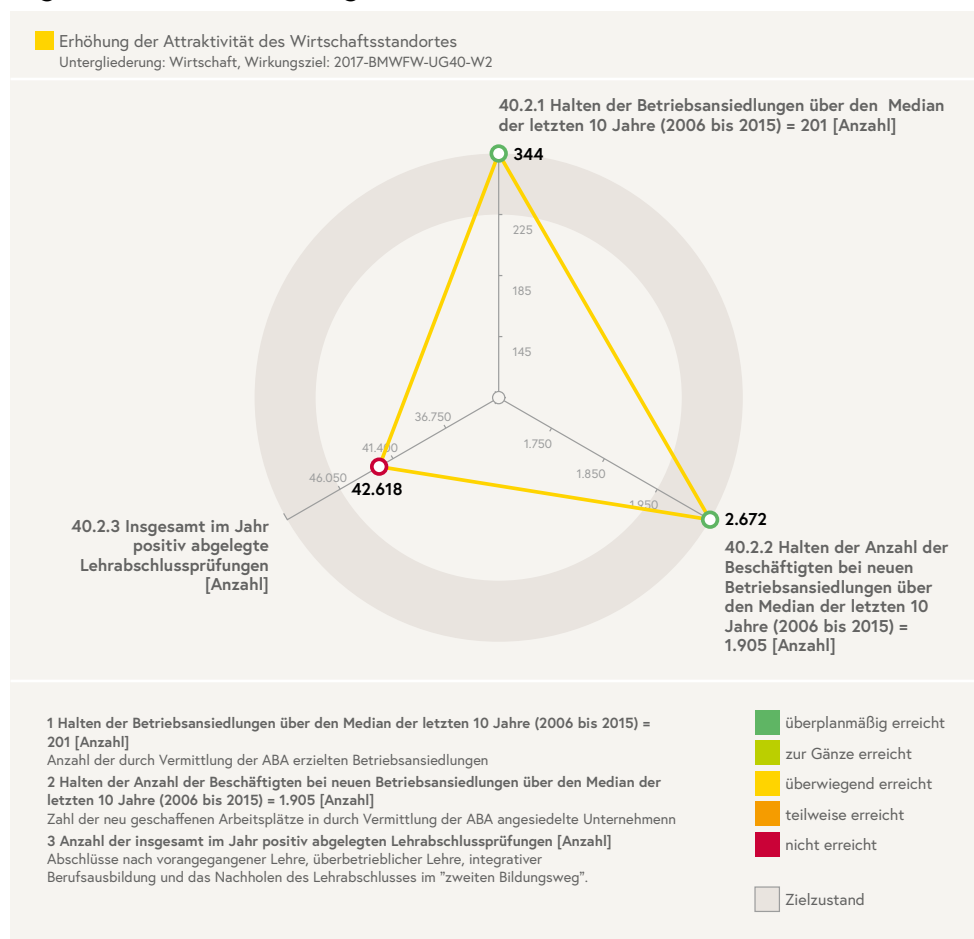 Erhöhung der Attraktivität des Wirtschaftsstandortes
Untergliederung: Wirtschaft, Wirkungsziel: 2017-BMWFW-UG40-W2
40.2.1 Halten der Betriebsansiedlungen über den Median
der letzten 10 Jahre (2006 bis 2015) = 201 [Anzahl]
344
225
185
145
36.750
41.400
46.050
42.618
1.750
1.850
1.950
2.672
40.2.3 Insgesamt im Jahr
positiv abgelegte
Lehrabschlussprüfungen
[Anzahl]
40.2.2 Halten der Anzahl der
Beschäftigten bei neuen
Betriebsansiedlungen über
den Median der letzten 10
Jahre (2006 bis 2015) =
1.905 [Anzahl]
1 Halten der Betriebsansiedlungen über den Median der letzten 10 Jahre (2006 bis 2015) =
201 [Anzahl]
Anzahl der durch Vermittlung der ABA erzielten Betriebsansiedlungen
2 Halten der Anzahl der Beschäftigten bei neuen Betriebsansiedlungen über den Median der
letzten 10 Jahre (2006 bis 2015) = 1.905 [Anzahl]
Zahl der neu geschaffenen Arbeitsplätze in durch Vermittlung der ABA angesiedelte Unternehmenn
3 Anzahl der insgesamt im Jahr positiv abgelegten Lehrabschlussprüfungen [Anzahl]
Abschlüsse nach vorangegangener Lehre, überbetrieblicher Lehre, integrativer
Berufsausbildung und das Nachholen des Lehrabschlusses im "zweiten Bildungsweg".
überplanmäßig erreicht
zur Gänze erreicht
überwiegend erreicht
teilweise erreicht
nicht erreicht
Zielzustand